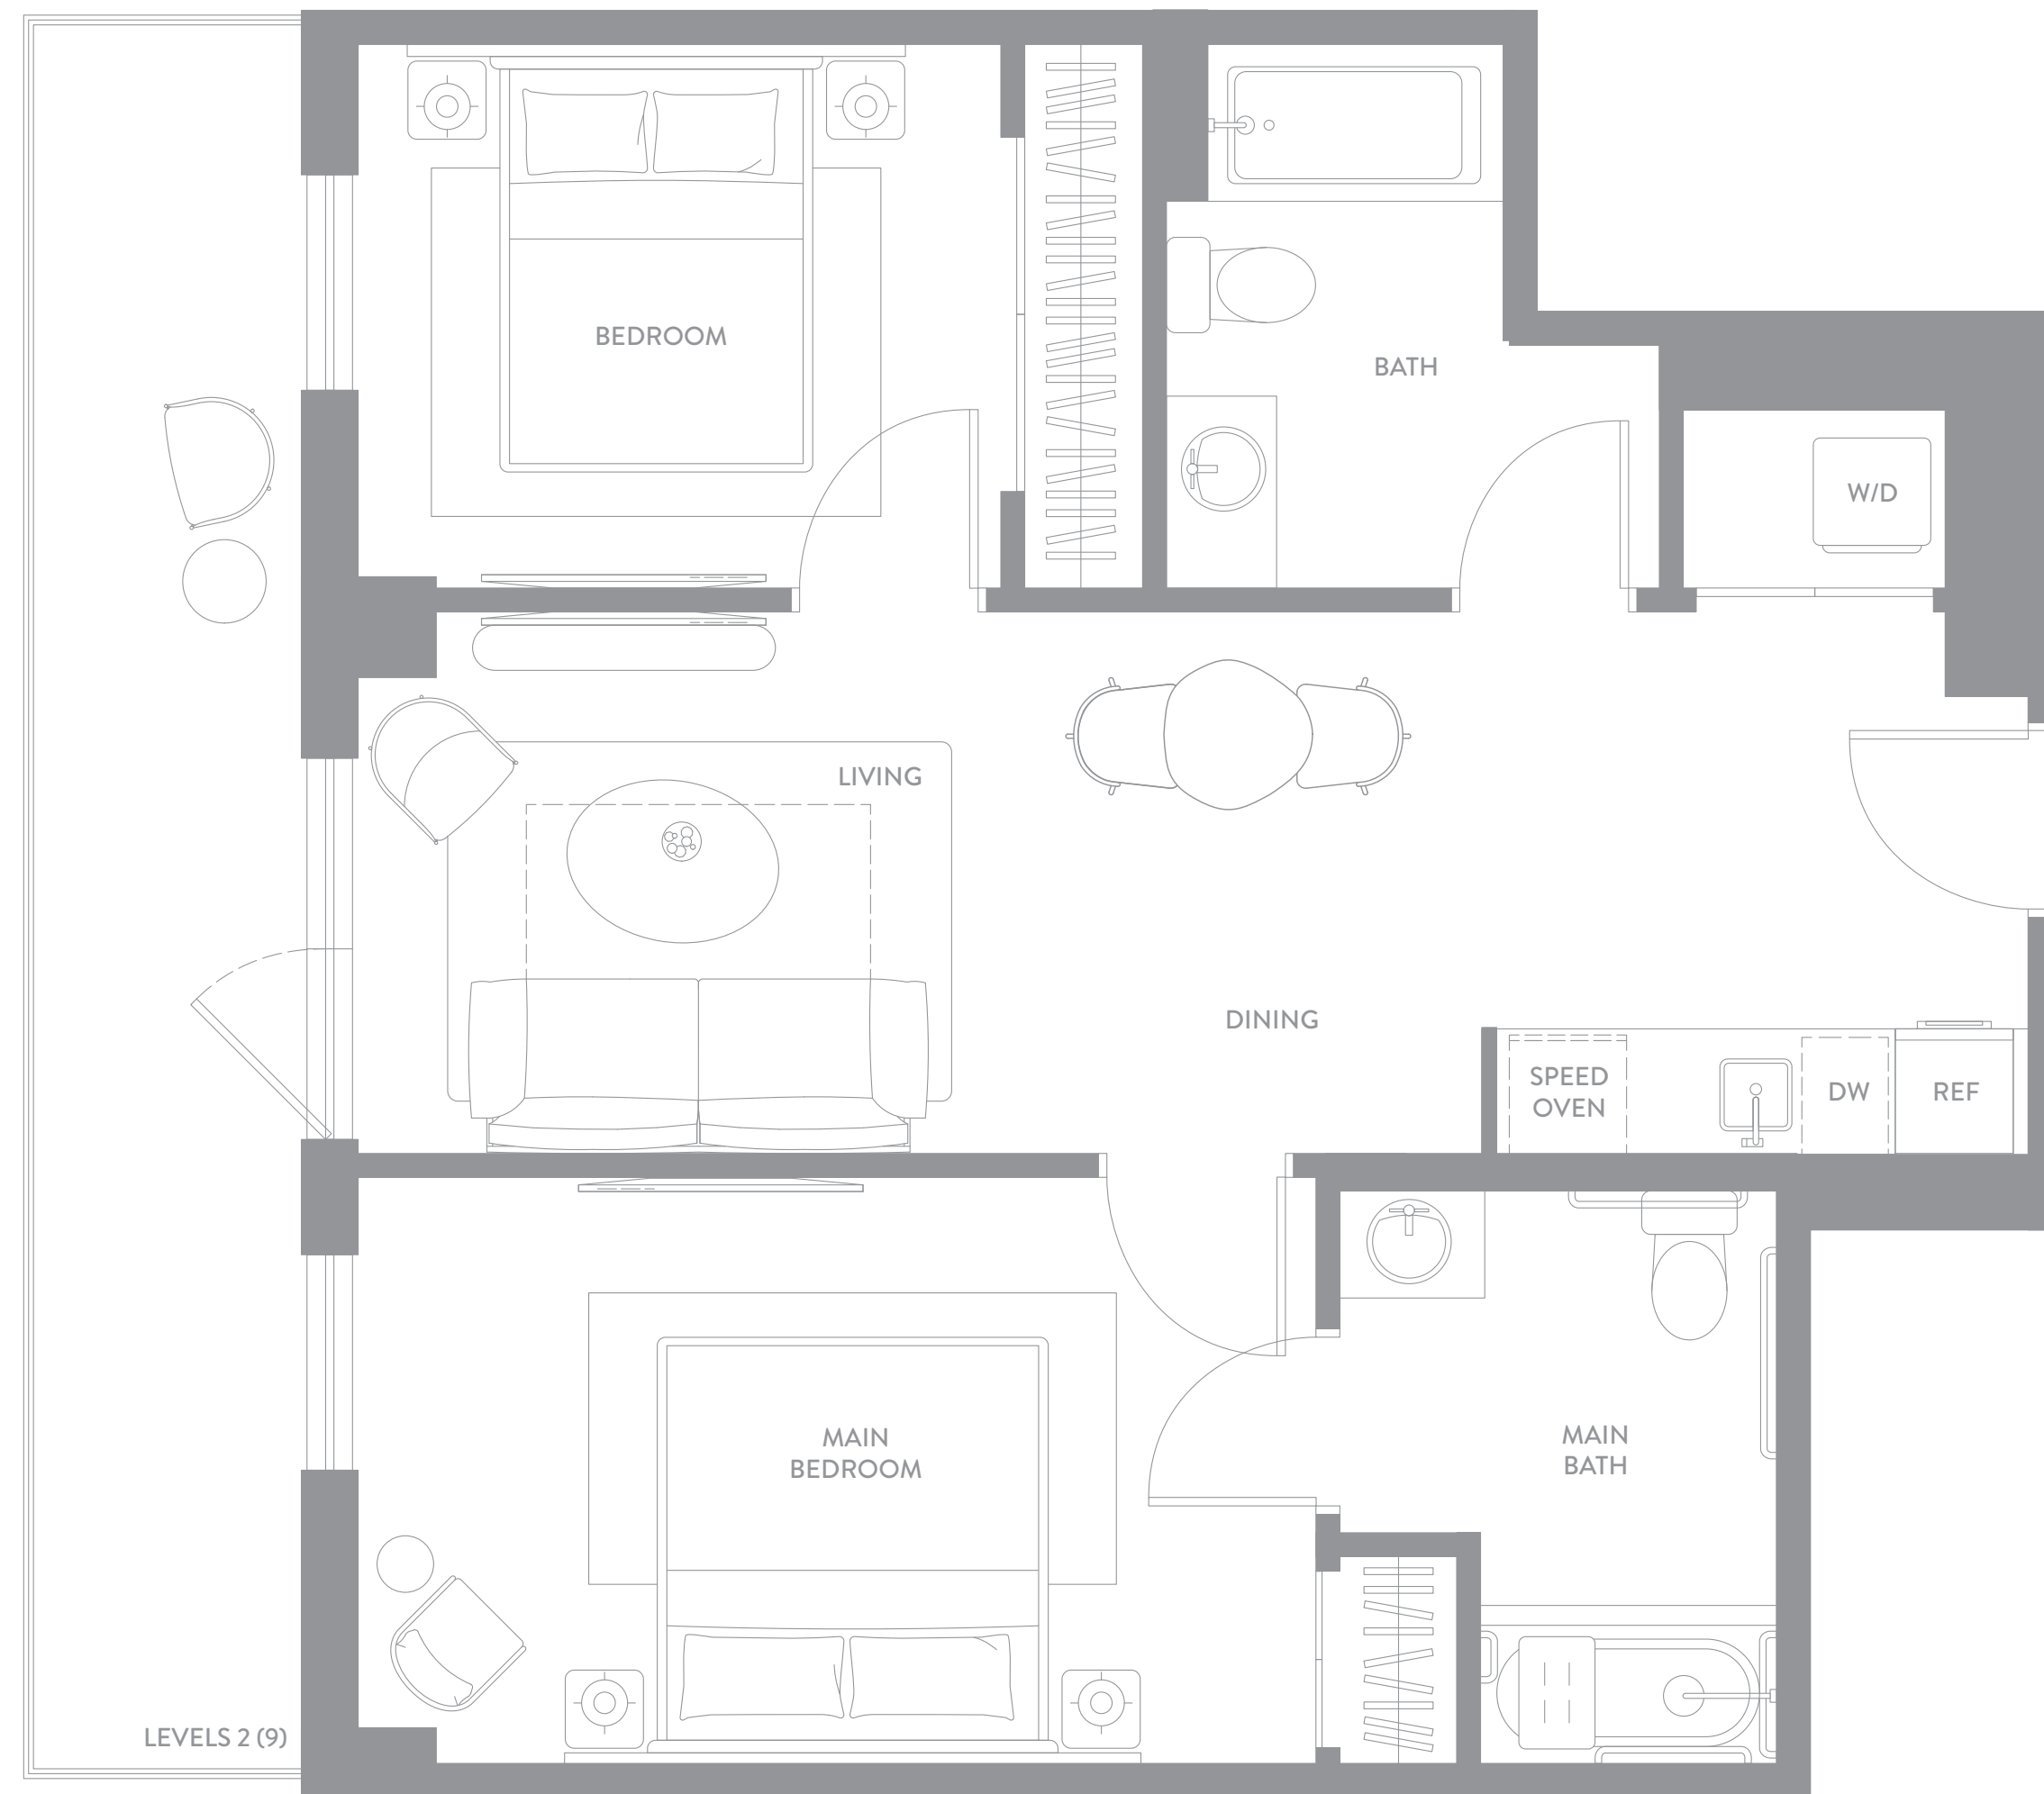 BEDROOM
BATH
W/D
LIVING
DINING
SPEED
OVEN
DW
REF
MAIN
BEDROOM
MAIN
BATH
LEVELS 2 (9)